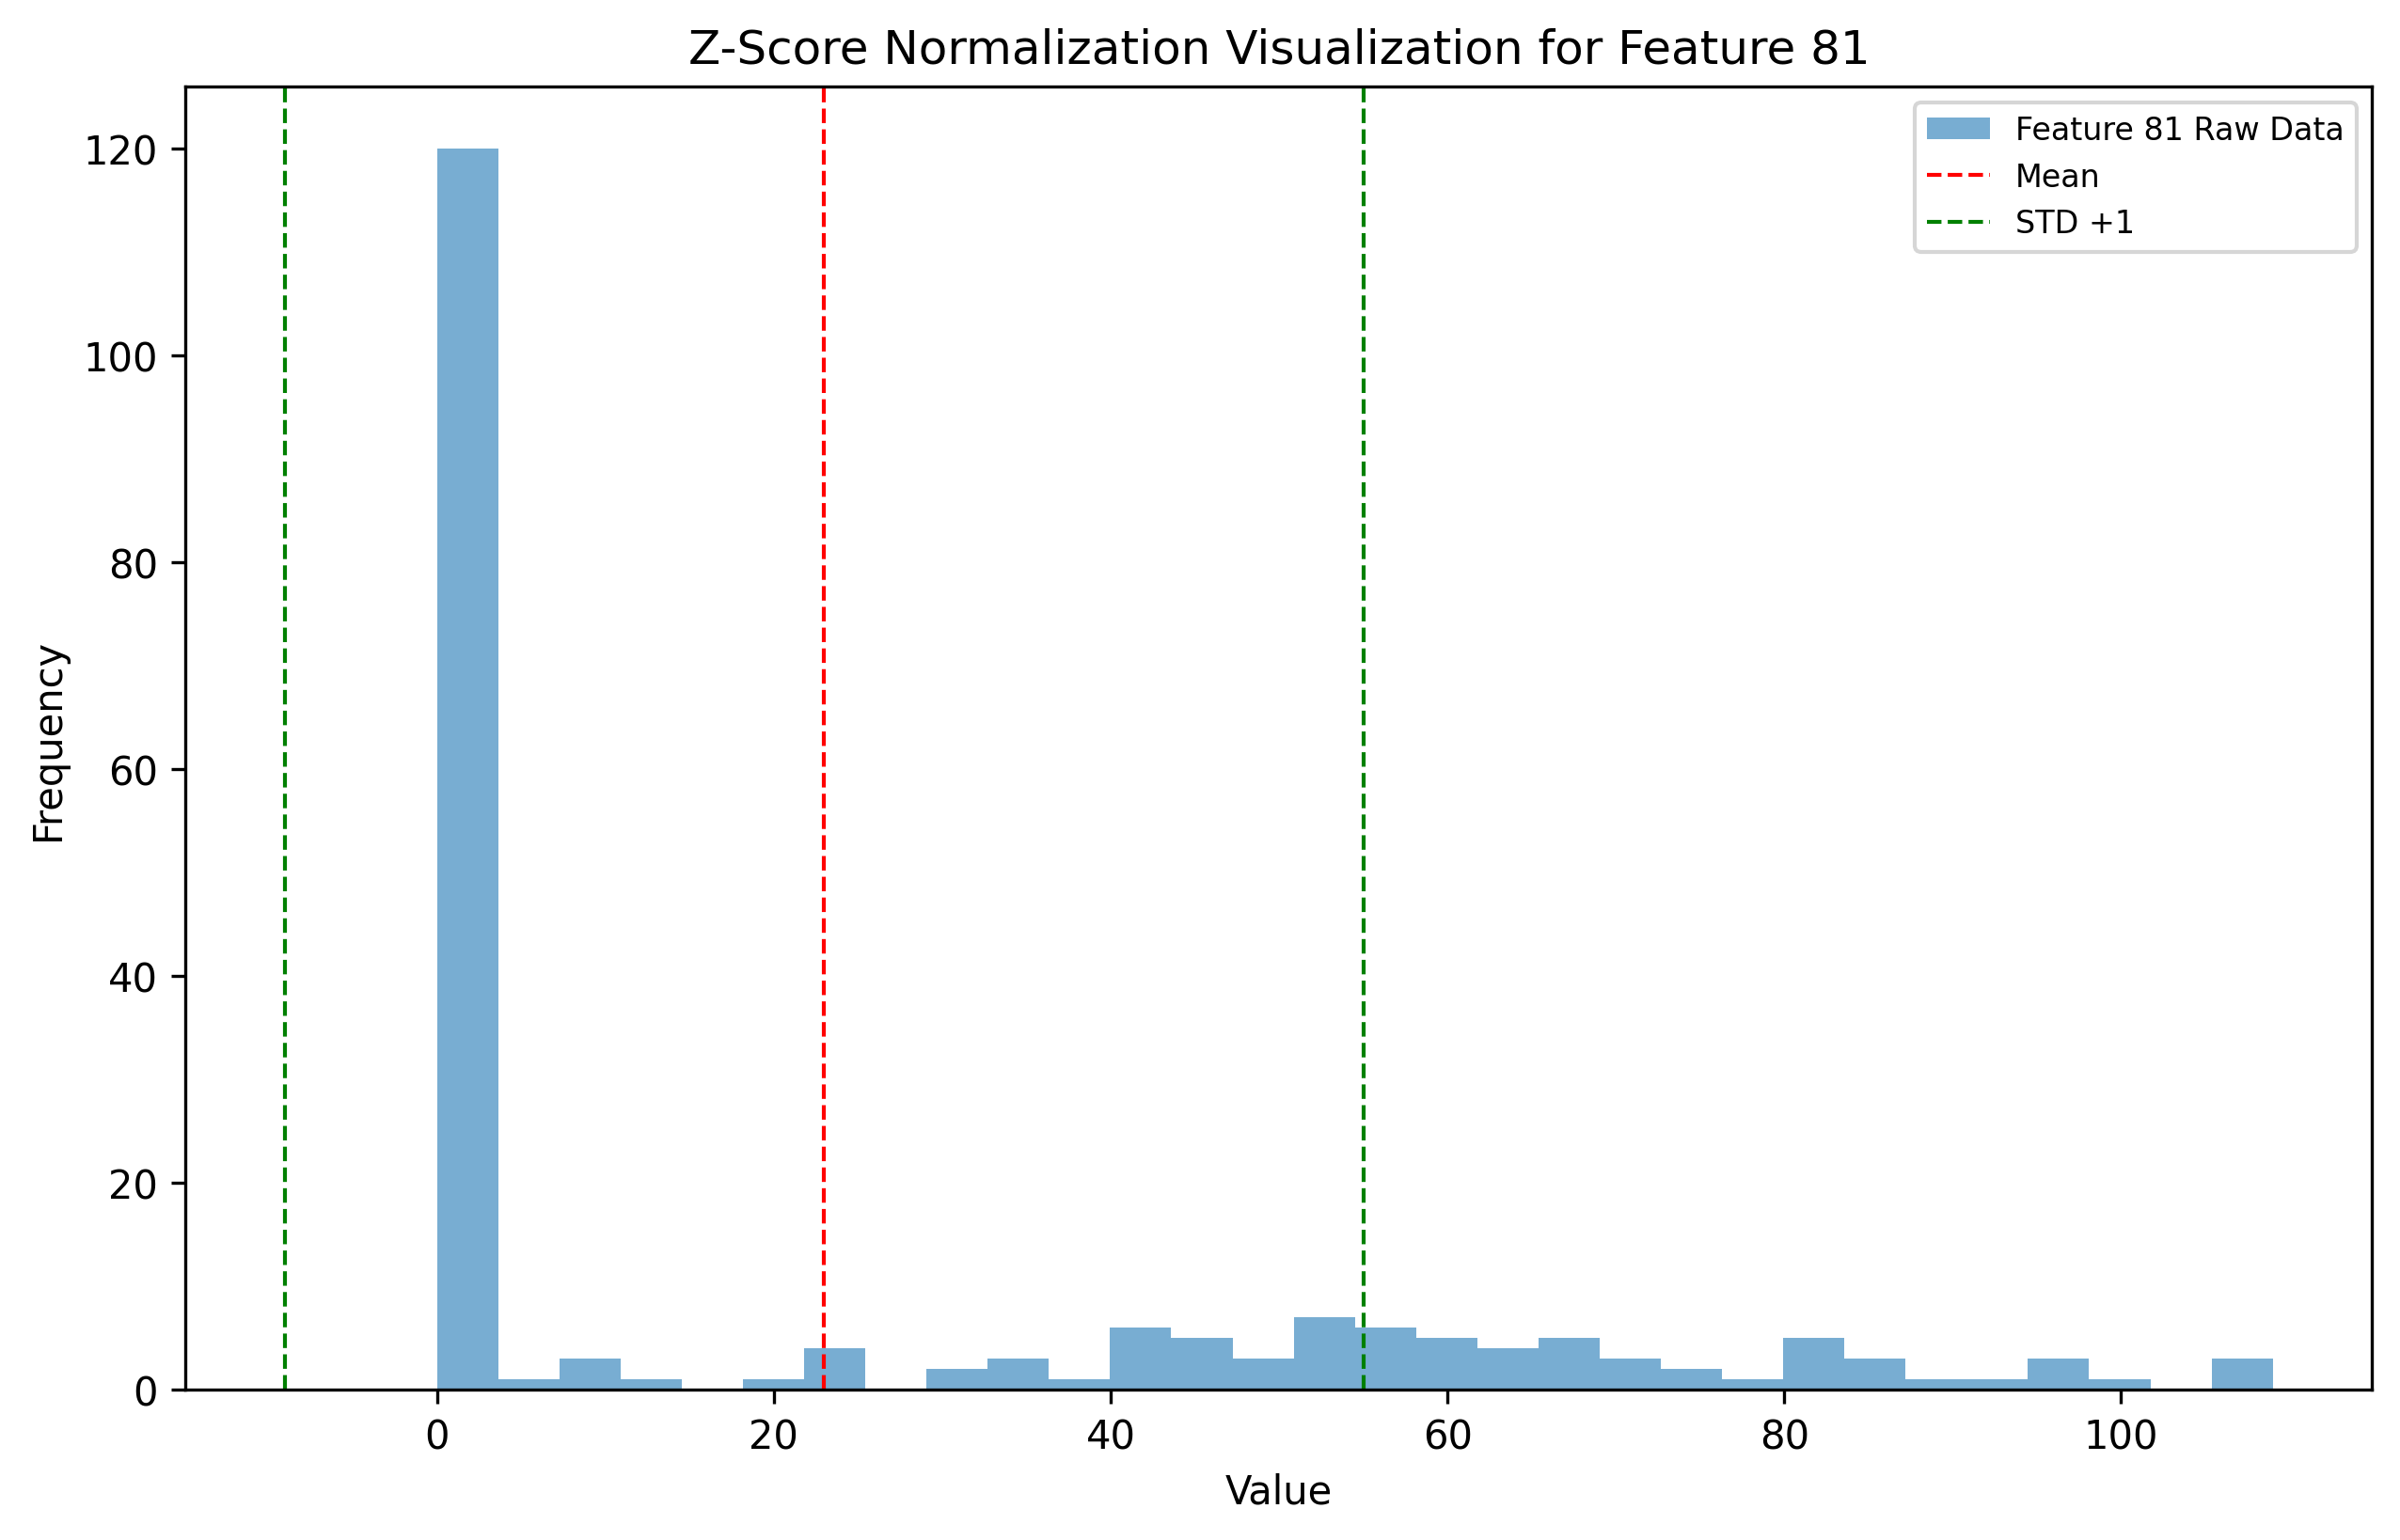 Z-Score Normalization Visualization for Feature 81
Feature 81 Raw Data
Mean
STD +1
120
100
80
60
40
20
0
Frequency
0 20 40 60 80 100
Value